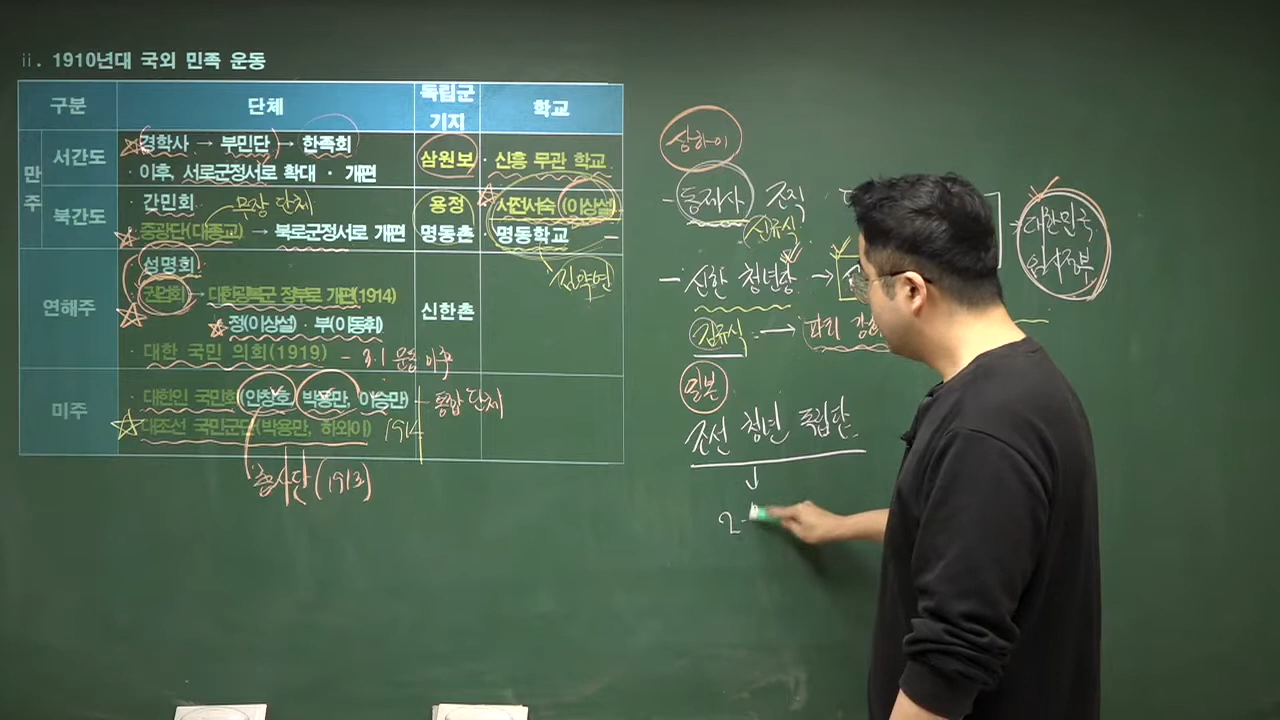 ii. 1910년대 국외 민족 운동
구분 단체 독립군 기지 학교
만주
서간도
경학사 → 부민단 → 한족회
· 이후, 서로군정서로 확대 · 개편
삼원보
· 신흥 무관 학교
북간도
· 간민회 무장 단체
· 중광단(대종교) → 북로군정서로 개편
용정
명동촌
서전서숙 (이상설)
명동학교
김약연
연해주
· 성명회
· 권업회 → 대한광복군 정부로 개편(1914)
정(이상설) · 부(이동휘)
· 대한 국민 의회(1919) - 3.1 운동 이후
신한촌
미주
· 대한인 국민회(안창호, 박용만, 이승만) - 통합 단체
· 대조선 국민군단(박용만, 하와이) 1914
흥사단(1913)
상하이
- 동제사 조직
신규식
- 신한 청년당 →
김규식 → 파리 강
대한민국
임시정부
일본
조선 청년 독립단
↓
2·